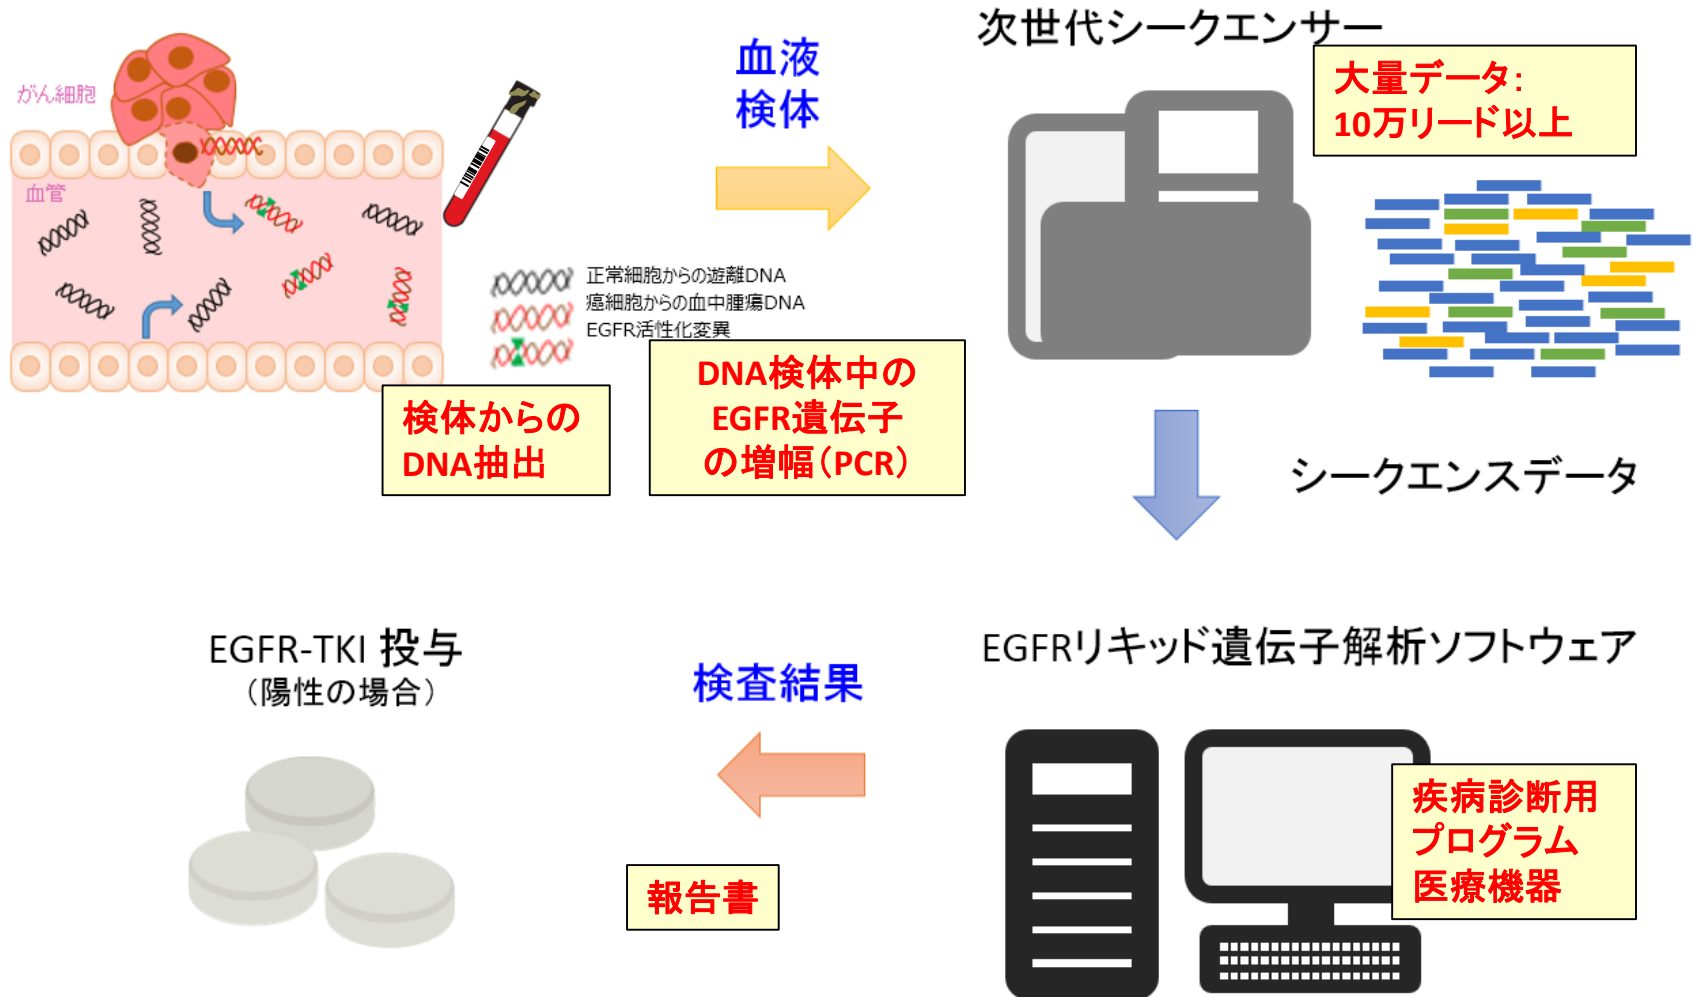 がん細胞
血管
血液
検体
次世代シークエンサー
大量データ:
10万リード以上
正常細胞からの遊離DNA
癌細胞からの血中腫瘍DNA
EGFR活性化変異
検体からの
DNA抽出
DNA検体中の
EGFR遺伝子
の増幅（PCR）
シークエンスデータ
EGFRリキッド遺伝子解析ソフトウェア
疾病診断用
プログラム
医療機器
検査結果
報告書
EGFR-TKI 投与
（陽性の場合）